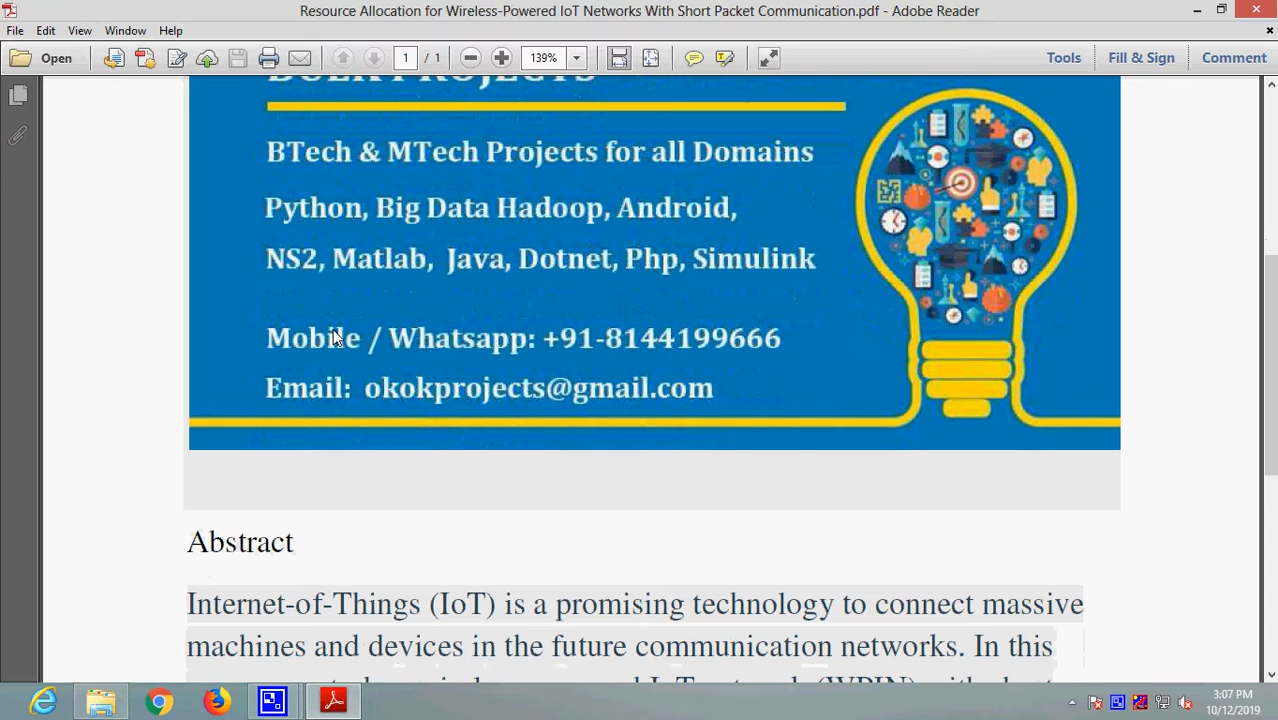 Resource Allocation for Wireless-Powered IoT Networks With Short Packet Communication.pdf - Adobe Reader
File Edit View Window Help
Open 1 / 1 139% Tools Fill & Sign Comment
BULK PROJECTS
BTech & MTech Projects for all Domains
Python, Big Data Hadoop, Android,
NS2, Matlab, Java, Dotnet, Php, Simulink
Mobile / Whatsapp: +91-8144199666
Email: okokprojects@gmail.com
Abstract
Internet-of-Things (IoT) is a promising technology to connect massive
machines and devices in the future communication networks. In this
3:07 PM
10/12/2019